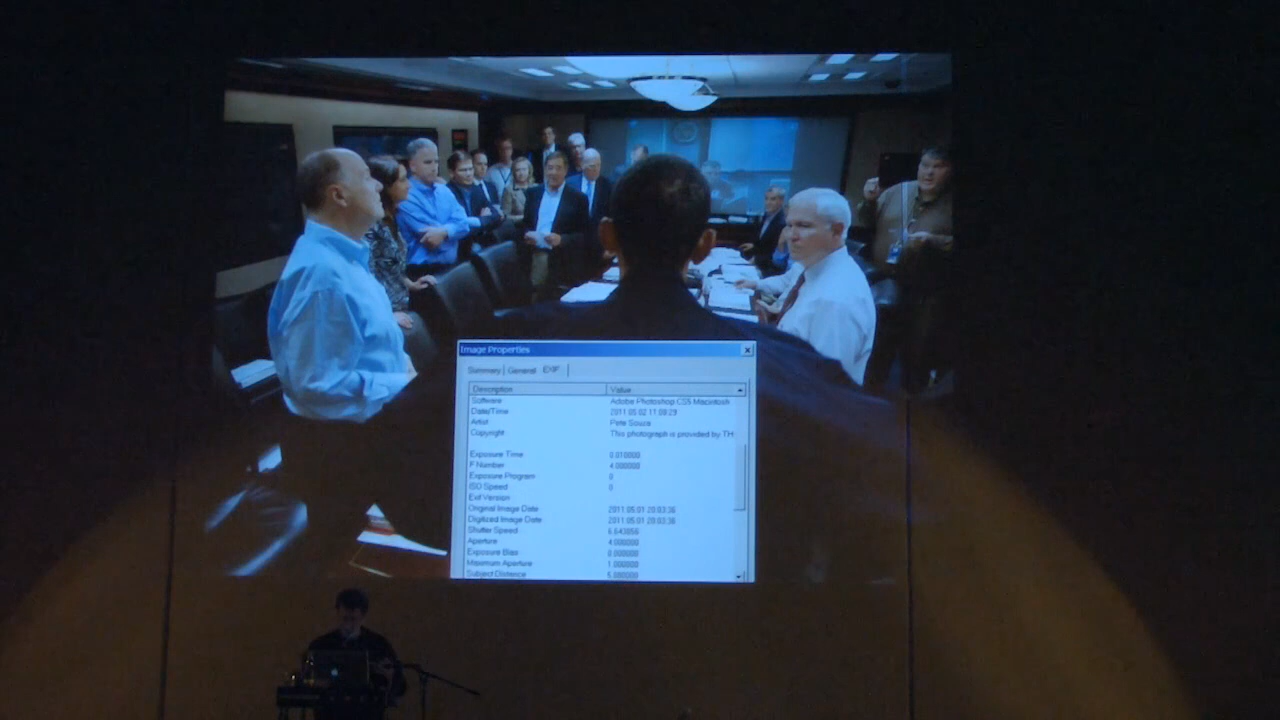 Image Properties
Summary General EXIF
Description Value
Software Adobe Photoshop CS5 Macintosh
Date/Time 2011:05:02 11:08:29
Artist Pete Souza
Copyright This photograph is provided by TH
Exposure Time 0.010000
F Number 4.000000
Exposure Program 0
ISO Speed 0
Exif Version
Original Image Date 2011:05:01 20:03:36
Digitized Image Date 2011:05:01 20:03:36
Shutter Speed 6.643856
Aperture 4.000000
Exposure Bias 0.000000
Maximum Aperture 1.000000
Subject Distance 5.080000